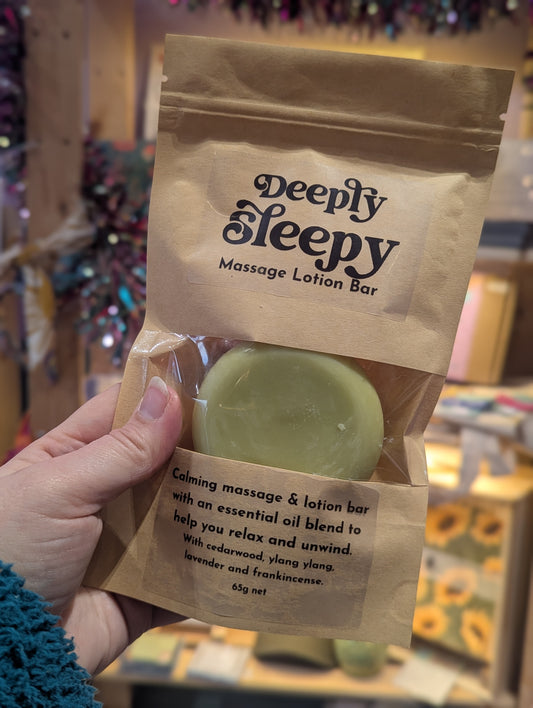 Deeply
Sleepy
Massage Lotion Bar
Calming massage & lotion bar
with an essential oil blend to
help you relax and unwind.
With cedarwood, ylang ylang,
lavender and frankincense.
65g net